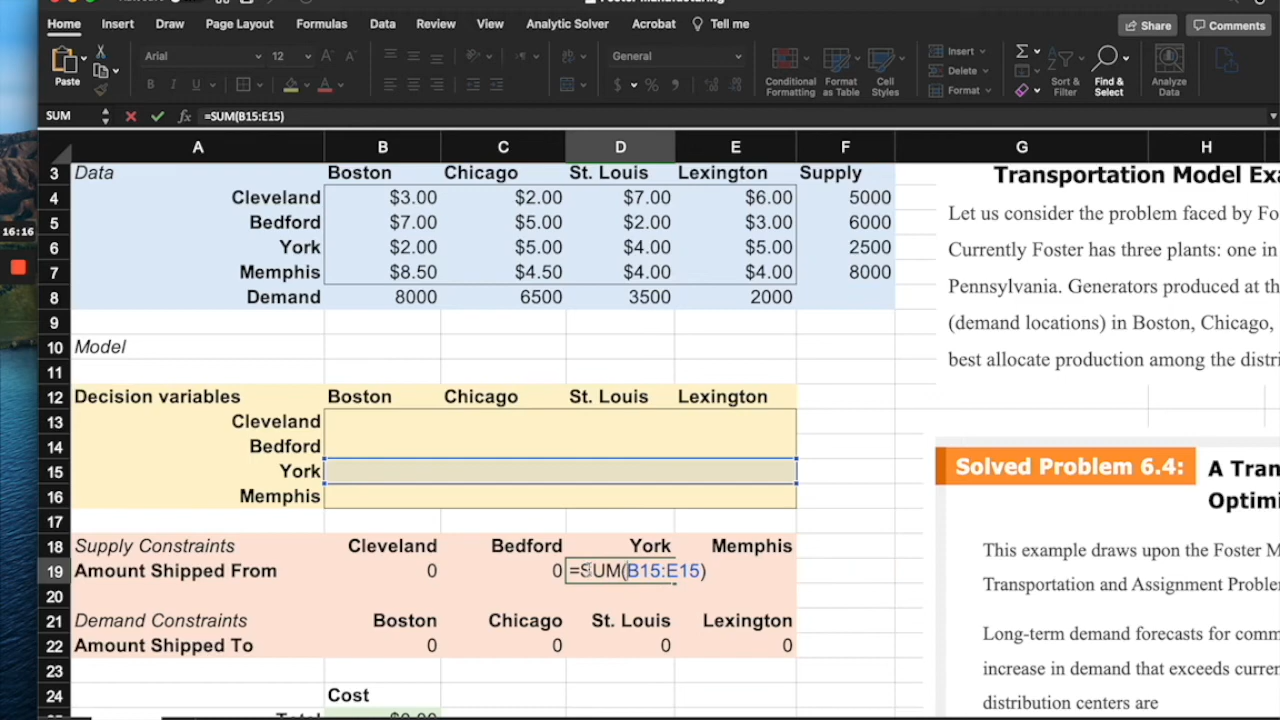 Home Insert Draw Page Layout Formulas Data Review View Analytic Solver Acrobat Tell me Share Comments
Paste Arial 12 General Conditional Formatting Format as Table Cell Styles Insert Delete Format Sort & Filter Find & Select Analyze Data
SUM fx =SUM(B15:E15)
A B C D E F G H
3 Data Boston Chicago St. Louis Lexington Supply
4 Cleveland $3.00 $2.00 $7.00 $6.00 5000
5 Bedford $7.00 $5.00 $2.00 $3.00 6000
6 York $2.00 $5.00 $4.00 $5.00 2500
7 Memphis $8.50 $4.50 $4.00 $4.00 8000
8 Demand 8000 6500 3500 2000
9
10 Model
11
12 Decision variables Boston Chicago St. Louis Lexington
13 Cleveland
14 Bedford
15 York
16 Memphis
17
18 Supply Constraints Cleveland Bedford York Memphis
19 Amount Shipped From 0 0 =SUM(B15:E15)
20
21 Demand Constraints Boston Chicago St. Louis Lexington
22 Amount Shipped To 0 0 0 0
23
24 Cost
16:16
Transportation Model Exa
Let us consider the problem faced by Fo
Currently Foster has three plants: one in
Pennsylvania. Generators produced at the
(demand locations) in Boston, Chicago,
best allocate production among the distri
Solved Problem 6.4: A Tran
Optimi
This example draws upon the Foster M
Transportation and Assignment Problem
Long-term demand forecasts for comm
increase in demand that exceeds curren
distribution centers are